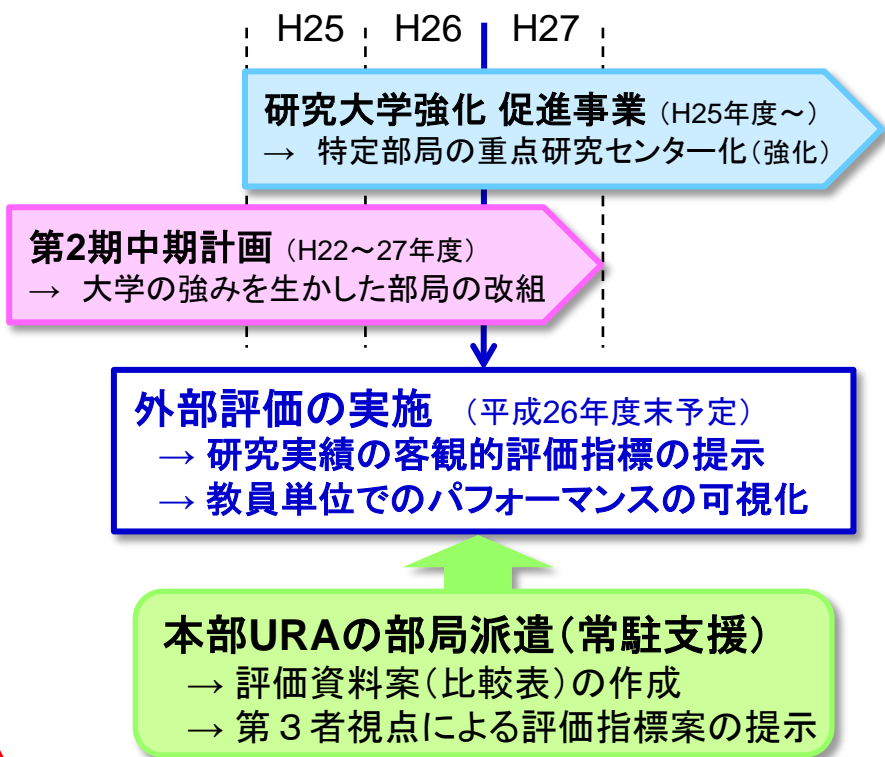 H25 H26 H27
研究大学強化 促進事業 (H25年度～)
→ 特定部局の重点研究センター化(強化)
第2期中期計画 (H22～27年度)
→ 大学の強みを生かした部局の改組
外部評価の実施 (平成26年度末予定)
→ 研究実績の客観的評価指標の提示
→ 教員単位でのパフォーマンスの可視化
本部URAの部局派遣(常駐支援)
→ 評価資料案(比較表)の作成
→ 第３者視点による評価指標案の提示